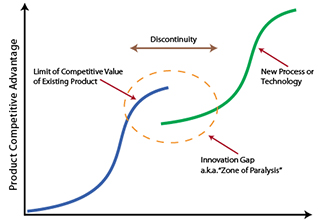 Discontinuity
Limit of Competitive Value
of Existing Product
New Process or
Technology
Innovation Gap
a.k.a."Zone of Paralysis"
Product Competitive Advantage